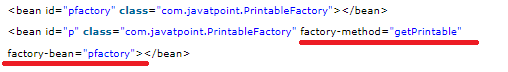 <bean id="pfactory" class="com.javatpoint.PrintableFactory"></bean>
<bean id="p" class="com.javatpoint.PrintableFactory" factory-method="getPrintable"
factory-bean="pfactory"></bean>